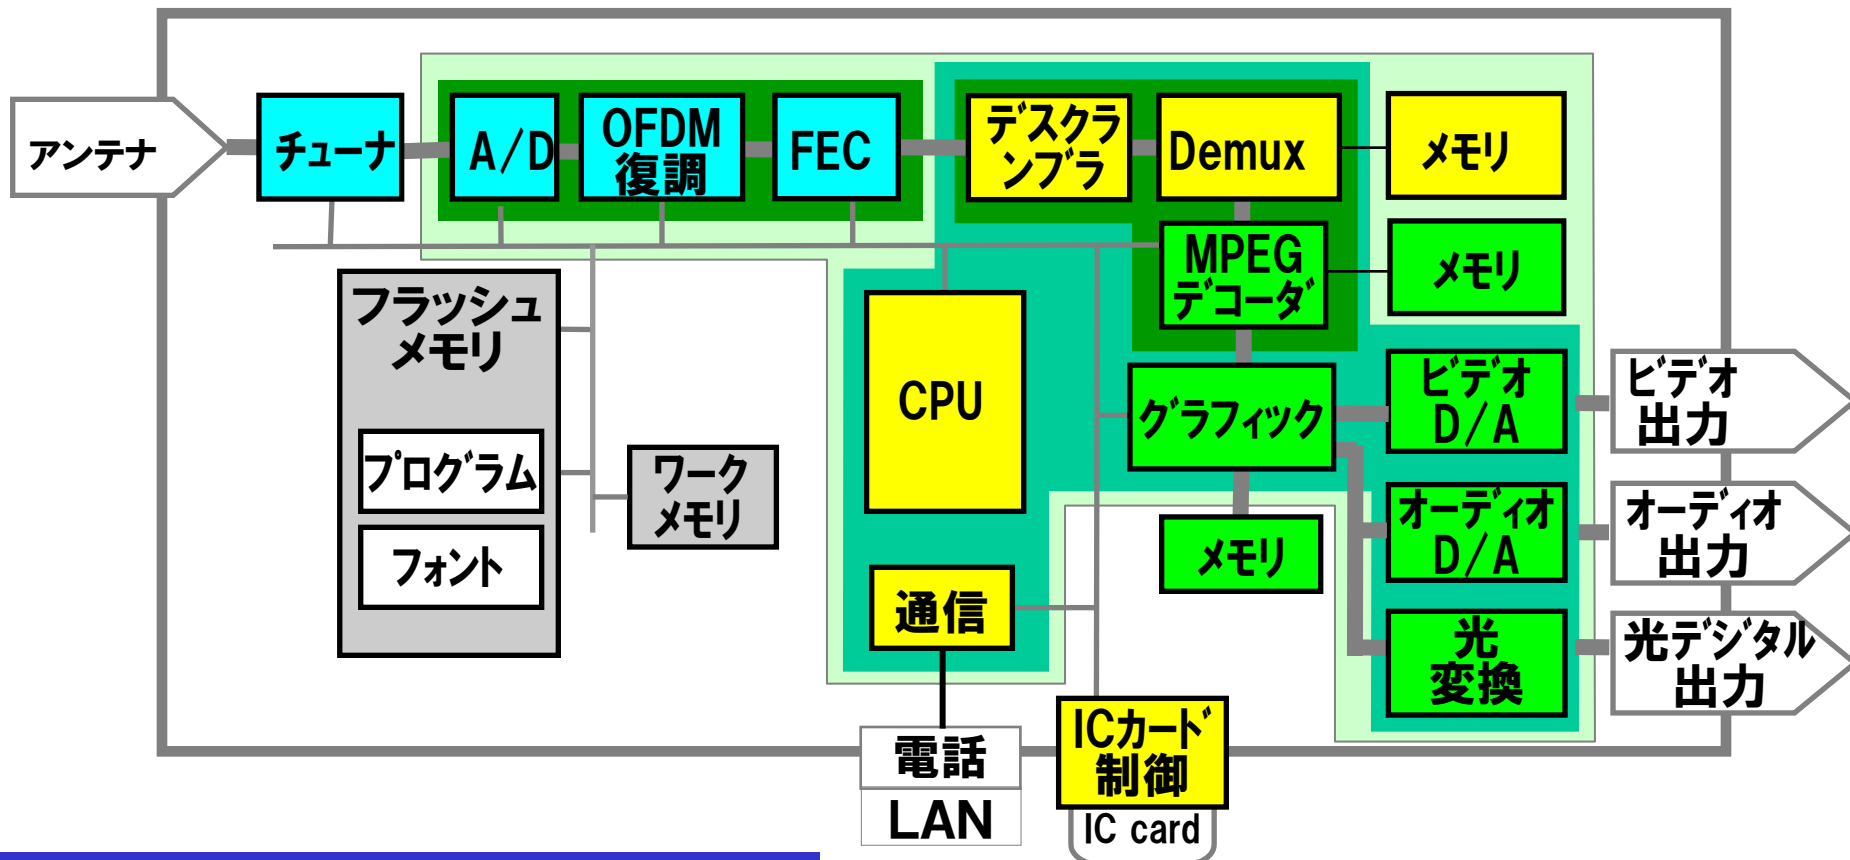 アンテナ
チューナ
A/D
OFDM
復調
FEC
デスクラ
ンブラ
Demux
メモリ
MPEG
デコーダ
メモリ
フラッシュ
メモリ
プログラム
フォント
ワーク
メモリ
CPU
グラフィック
メモリ
ビデオ
D/A
オーディオ
D/A
光
変換
ビデオ
出力
オーディオ
出力
光デジタル
出力
通信
電話
LAN
ICカード
制御
IC card